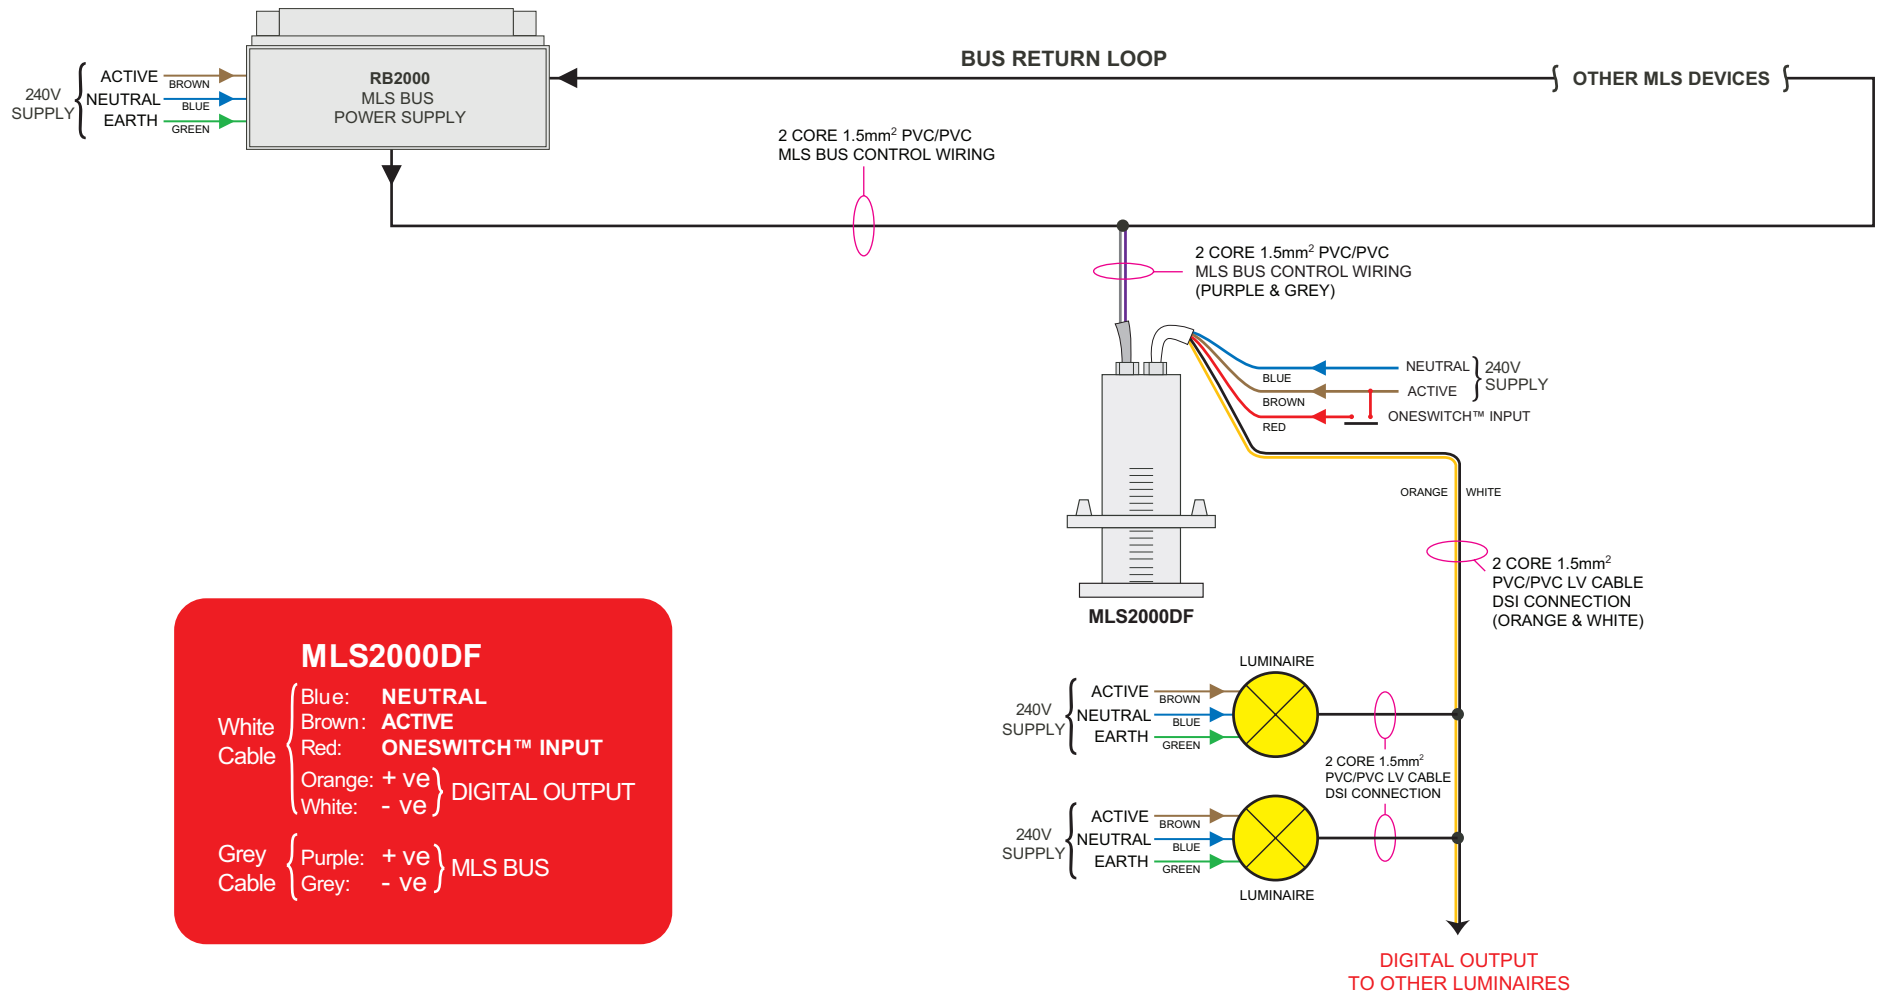 BUS RETURN LOOP
OTHER MLS DEVICES
RB2000
MLS BUS
POWER SUPPLY
240V
SUPPLY
ACTIVE
BROWN
NEUTRAL
BLUE
EARTH
GREEN
2 CORE 1.5mm² PVC/PVC
MLS BUS CONTROL WIRING
2 CORE 1.5mm² PVC/PVC
MLS BUS CONTROL WIRING
(PURPLE & GREY)
NEUTRAL
BLUE
ACTIVE
BROWN
240V
SUPPLY
ONESWITCH™ INPUT
RED
ORANGE
WHITE
2 CORE 1.5mm²
PVC/PVC LV CABLE
DSI CONNECTION
(ORANGE & WHITE)
MLS2000DF
LUMINAIRE
240V
SUPPLY
ACTIVE
BROWN
NEUTRAL
BLUE
EARTH
GREEN
2 CORE 1.5mm²
PVC/PVC LV CABLE
DSI CONNECTION
240V
SUPPLY
ACTIVE
BROWN
NEUTRAL
BLUE
EARTH
GREEN
LUMINAIRE
DIGITAL OUTPUT
TO OTHER LUMINAIRES
MLS2000DF
White
Cable
Blue: NEUTRAL
Brown: ACTIVE
Red: ONESWITCH™ INPUT
Orange: + ve
White: - ve
DIGITAL OUTPUT
Grey
Cable
Purple: + ve
Grey: - ve
MLS BUS